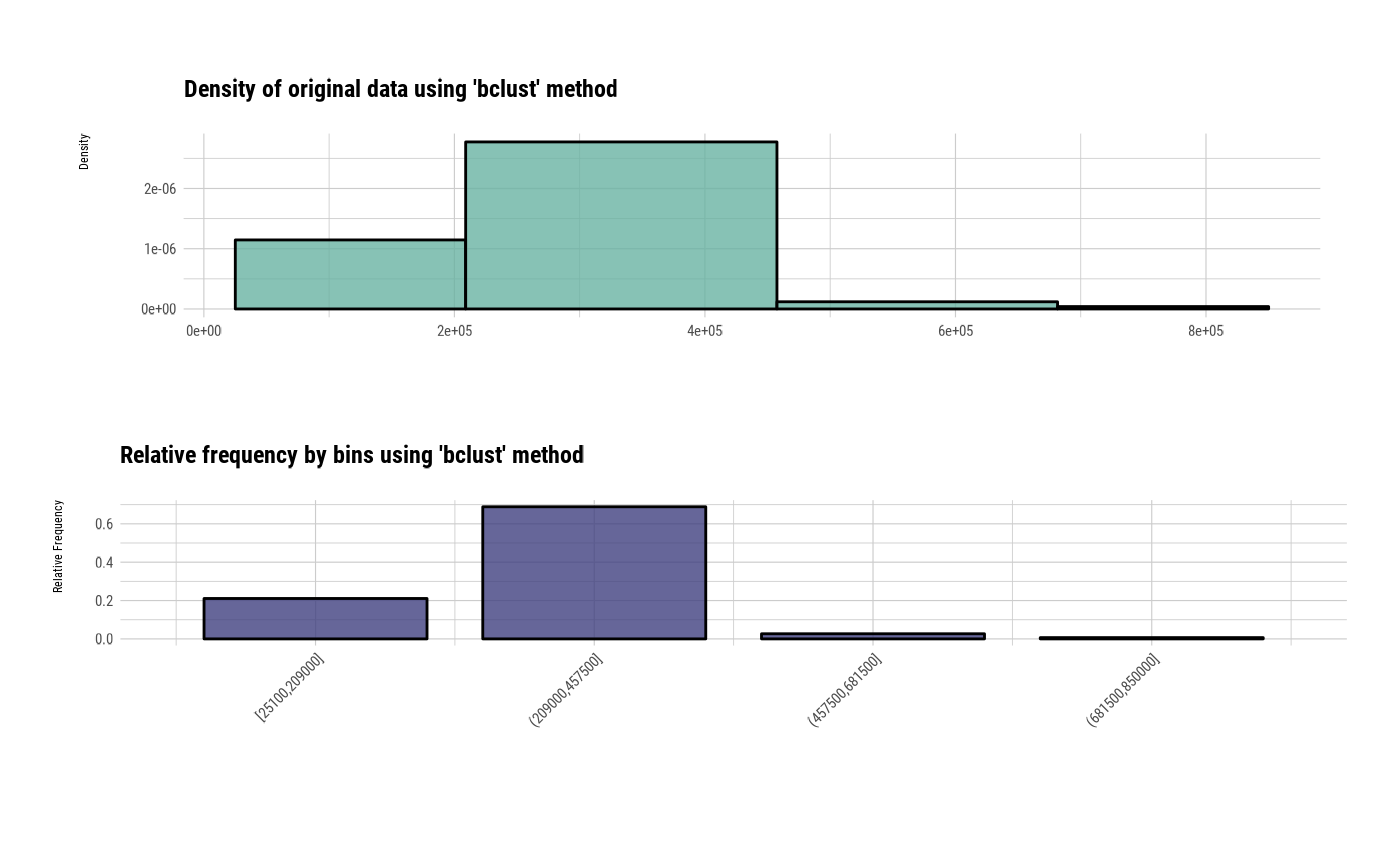 Density of original data using 'bclust' method
Density
2e-06
1e-06
0e+00
0e+00 2e+05 4e+05 6e+05 8e+05
Relative frequency by bins using 'bclust' method
Relative Frequency
0.6
0.4
0.2
0.0
[25100,209000]
(209000,457500]
(457500,681500]
(681500,850000]